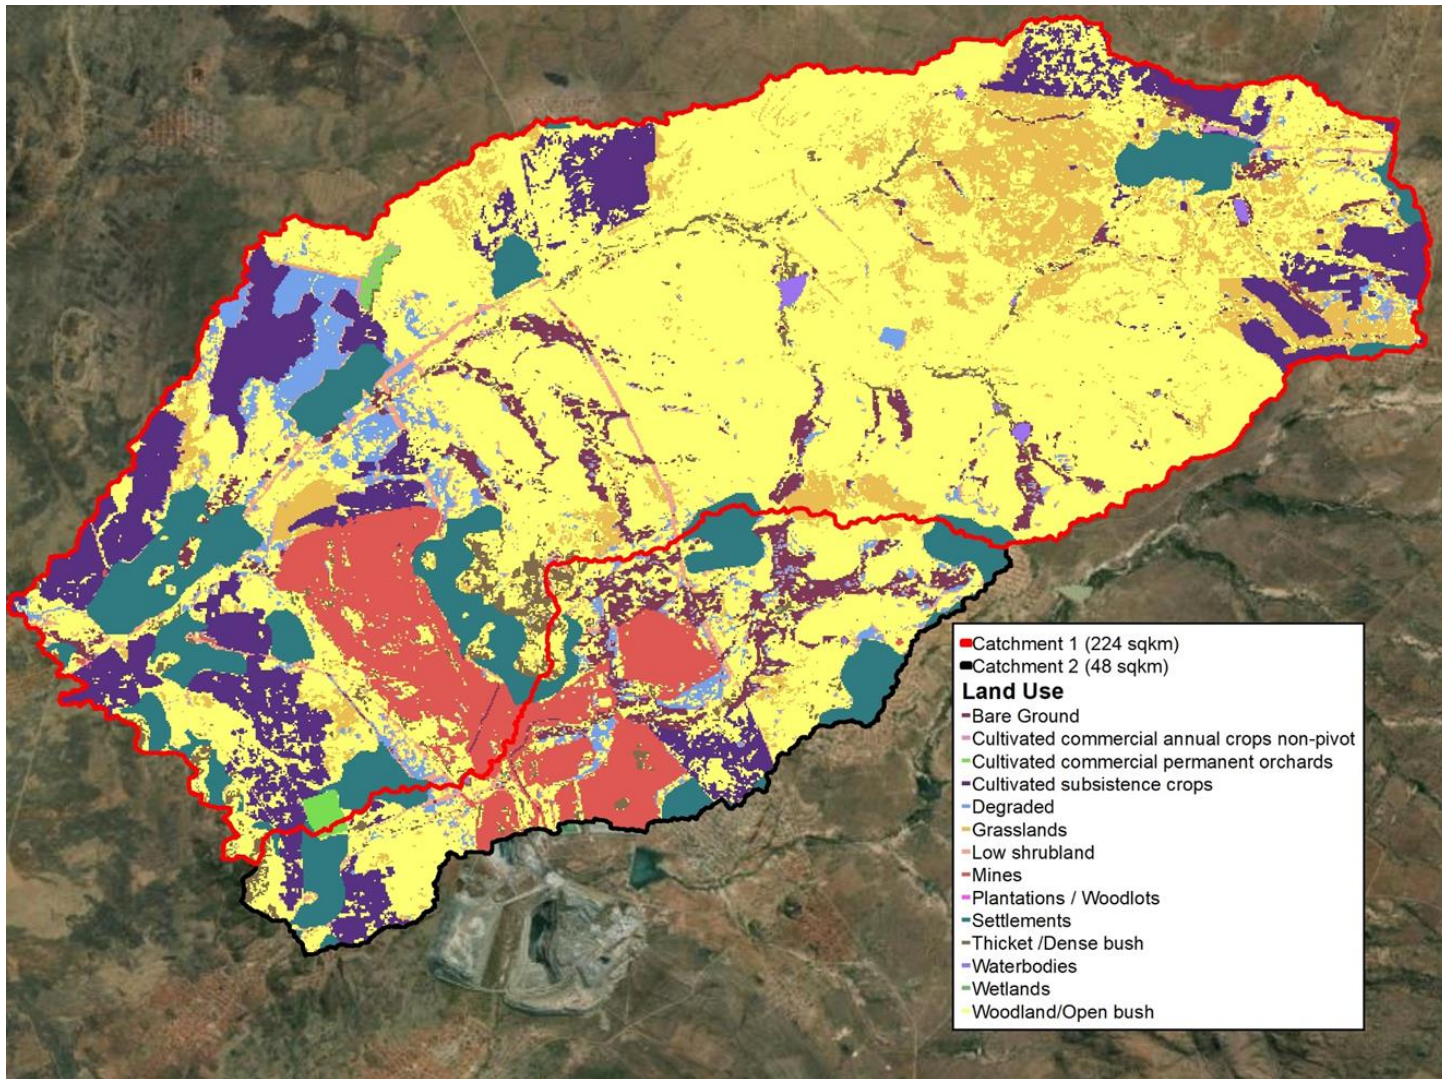 Catchment 1 (224 sqkm)
Catchment 2 (48 sqkm)
Land Use
Bare Ground
Cultivated commercial annual crops non-pivot
Cultivated commercial permanent orchards
Cultivated subsistence crops
Degraded
Grasslands
Low shrubland
Mines
Plantations / Woodlots
Settlements
Thicket /Dense bush
Waterbodies
Wetlands
Woodland/Open bush